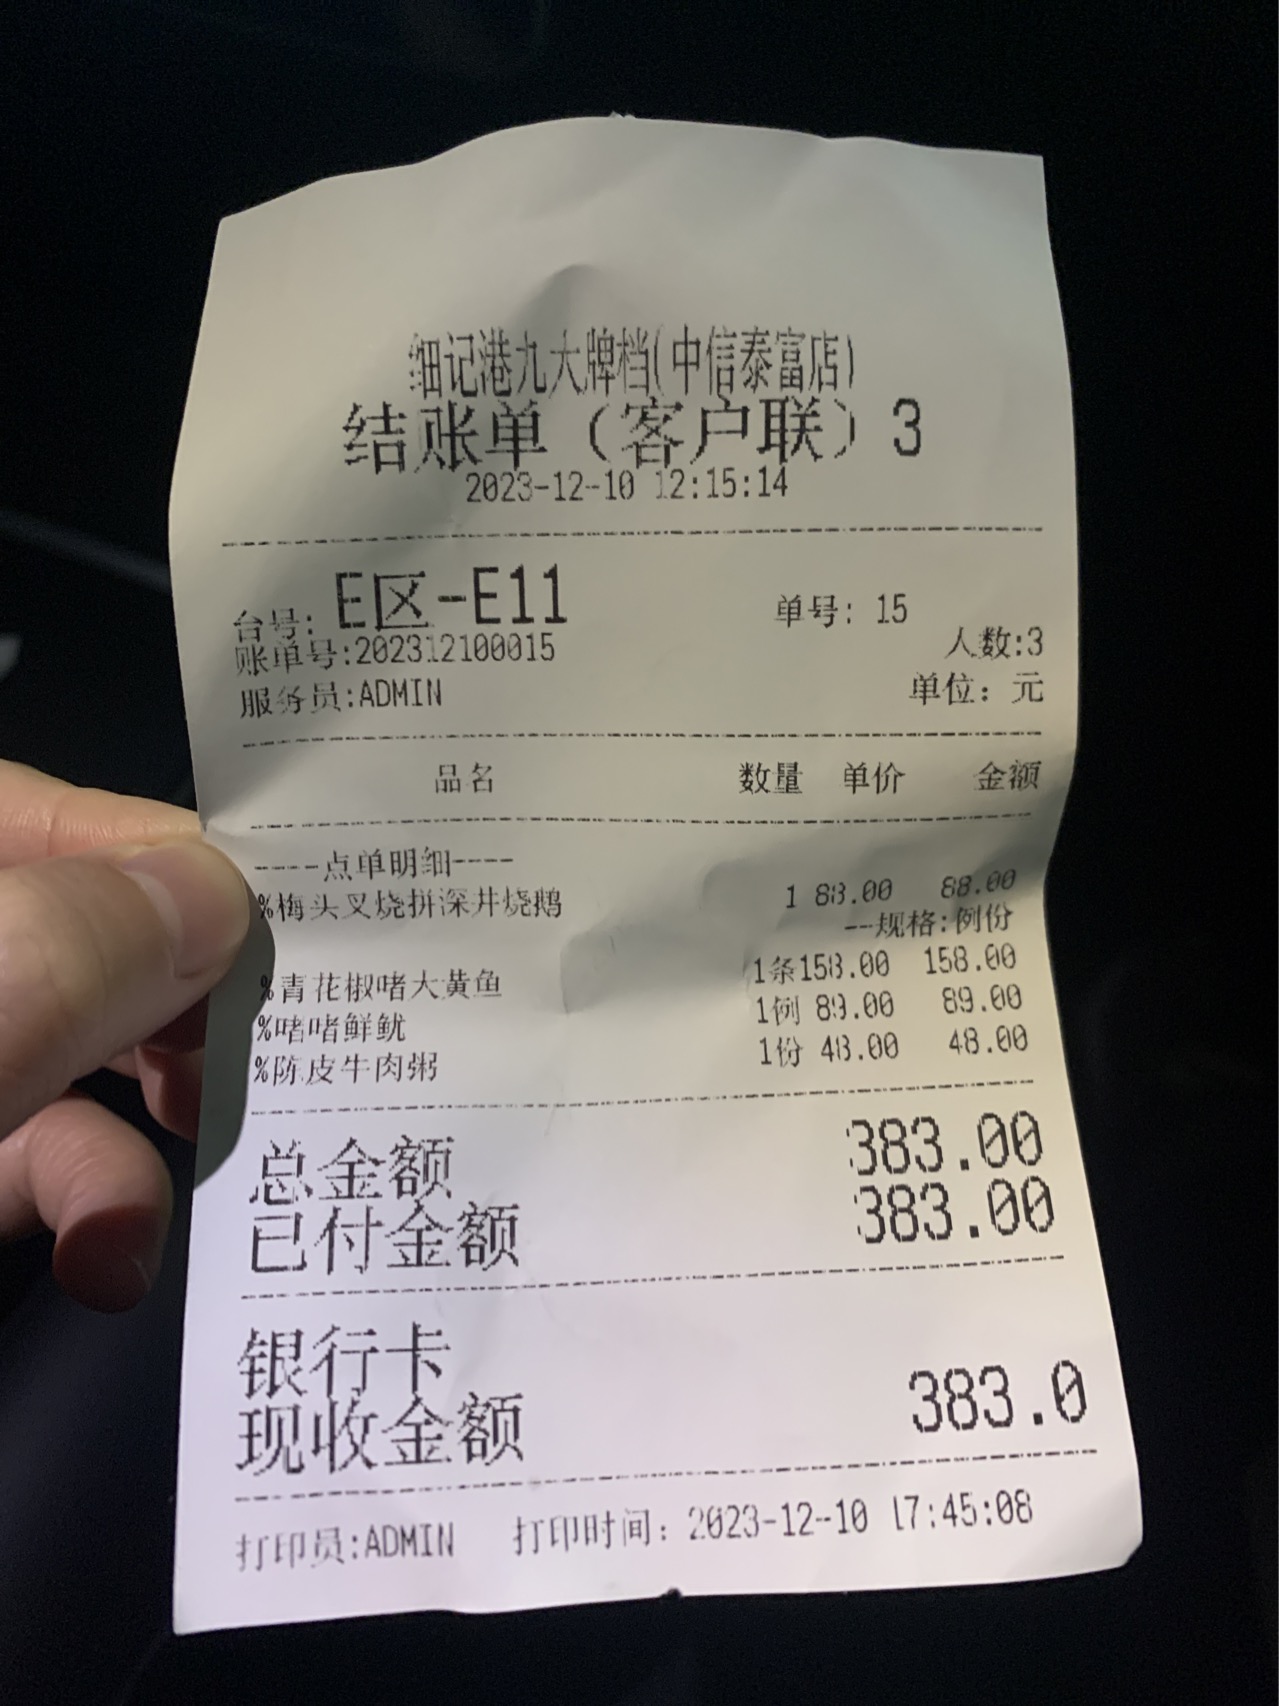 细记港九大牌档(中信泰富店)
结账单（客户联）3
2023-12-10 12:15:14
台号: E区-E11 单号: 15
账单号:202312100015 人数:3
服务员:ADMIN 单位: 元
品名 数量 单价 金额
----点单明细----
%梅头叉烧拼深井烧鹅 1 88.00 88.00
--规格:例份
%青花椒啫大黄鱼 1条158.00 158.00
%啫啫鲜鱿 1例 89.00 89.00
%陈皮牛肉粥 1份 48.00 48.00
总金额 383.00
已付金额 383.00
银行卡
现收金额 383.0
打印员:ADMIN 打印时间: 2023-12-10 17:45:08